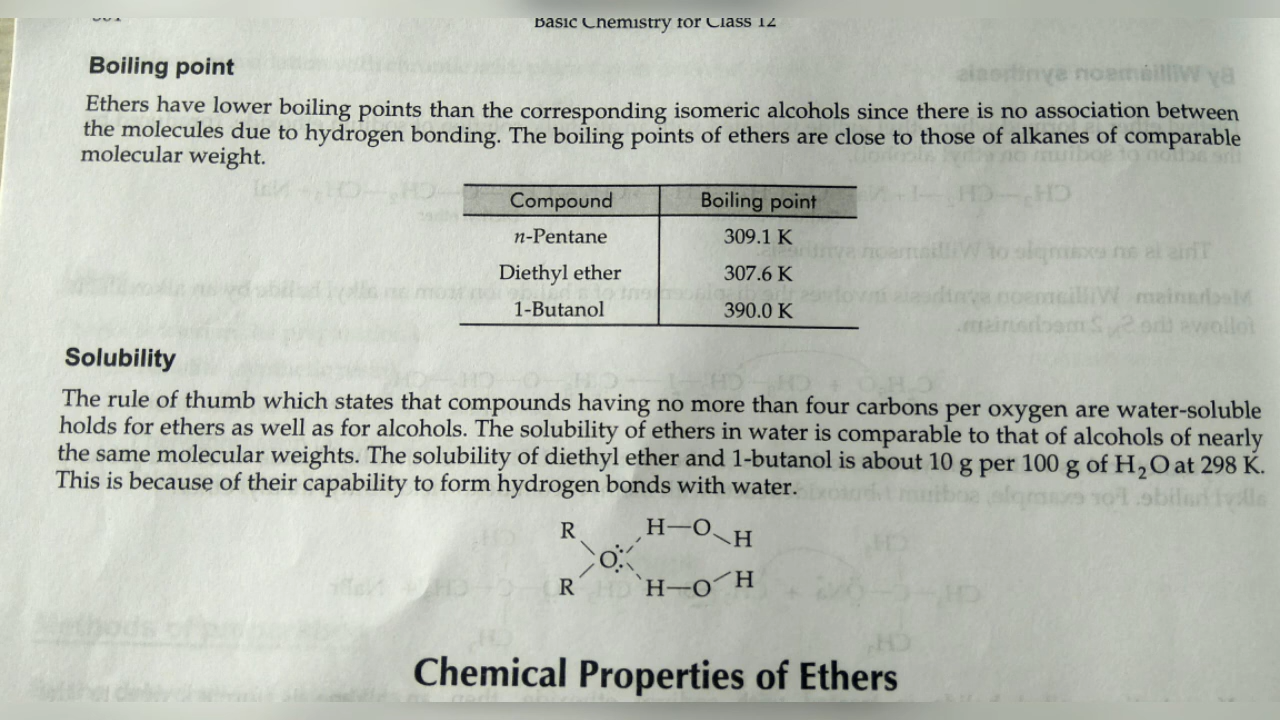 Basic Chemistry for Class 12
Boiling point
Ethers have lower boiling points than the corresponding isomeric alcohols since there is no association between
the molecules due to hydrogen bonding. The boiling points of ethers are close to those of alkanes of comparable
molecular weight.
Compound Boiling point
n-Pentane 309.1 K
Diethyl ether 307.6 K
1-Butanol 390.0 K
Solubility
The rule of thumb which states that compounds having no more than four carbons per oxygen are water-soluble
holds for ethers as well as for alcohols. The solubility of ethers in water is comparable to that of alcohols of nearly
the same molecular weights. The solubility of diethyl ether and 1-butanol is about 10 g per 100 g of H₂O at 298 K.
This is because of their capability to form hydrogen bonds with water.
R H—O H
O
R H—O H
Chemical Properties of Ethers